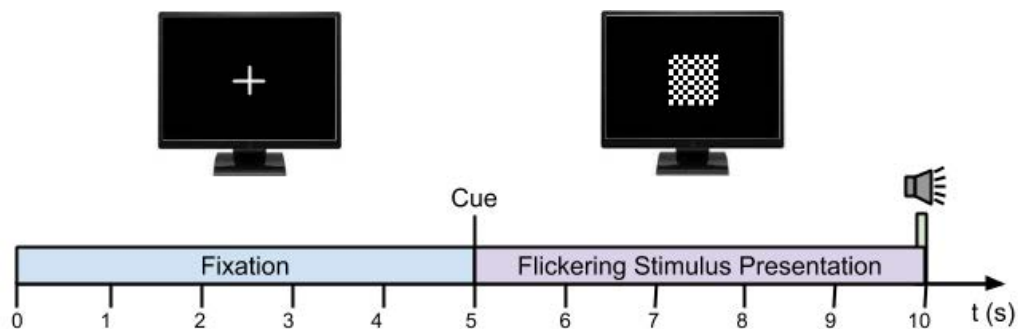 Cue
Fixation Flickering Stimulus Presentation
0 1 2 3 4 5 6 7 8 9 10 t (s)